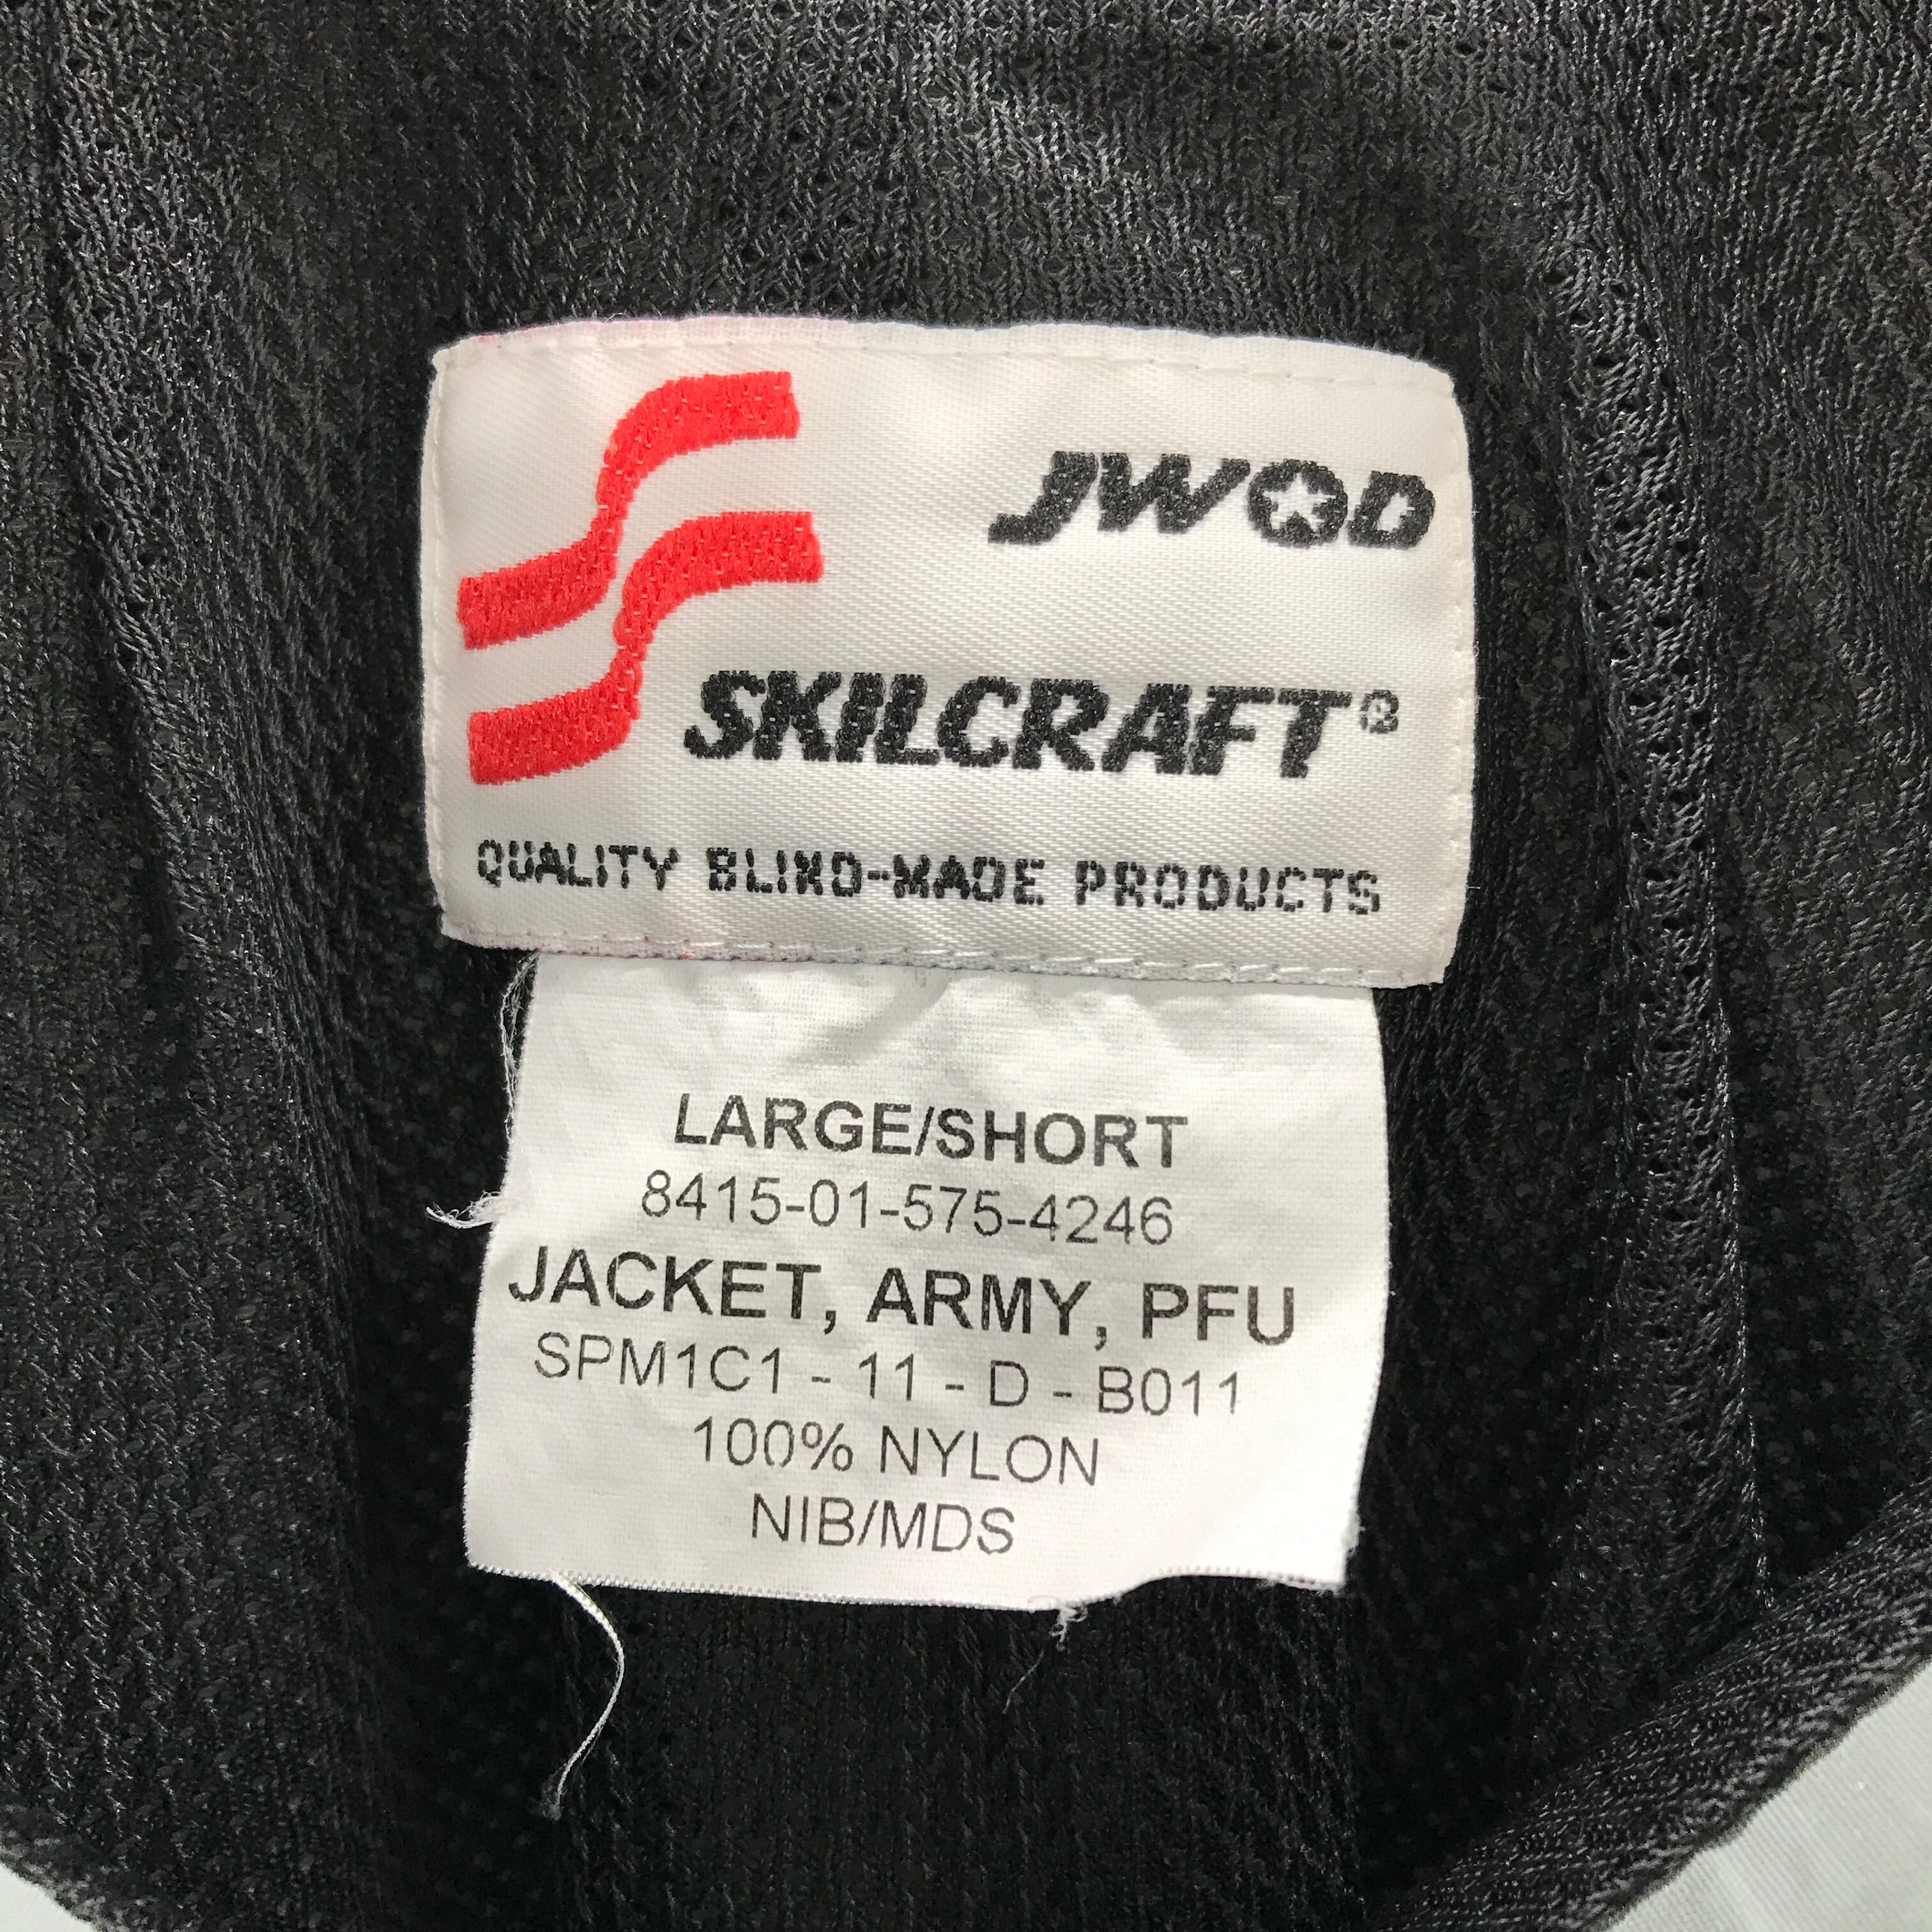 JWOD
SKILCRAFT®
QUALITY BLIND-MADE PRODUCTS
LARGE/SHORT
8415-01-575-4246
JACKET, ARMY, PFU
SPM1C1 - 11 - D - B011
100% NYLON
NIB/MDS